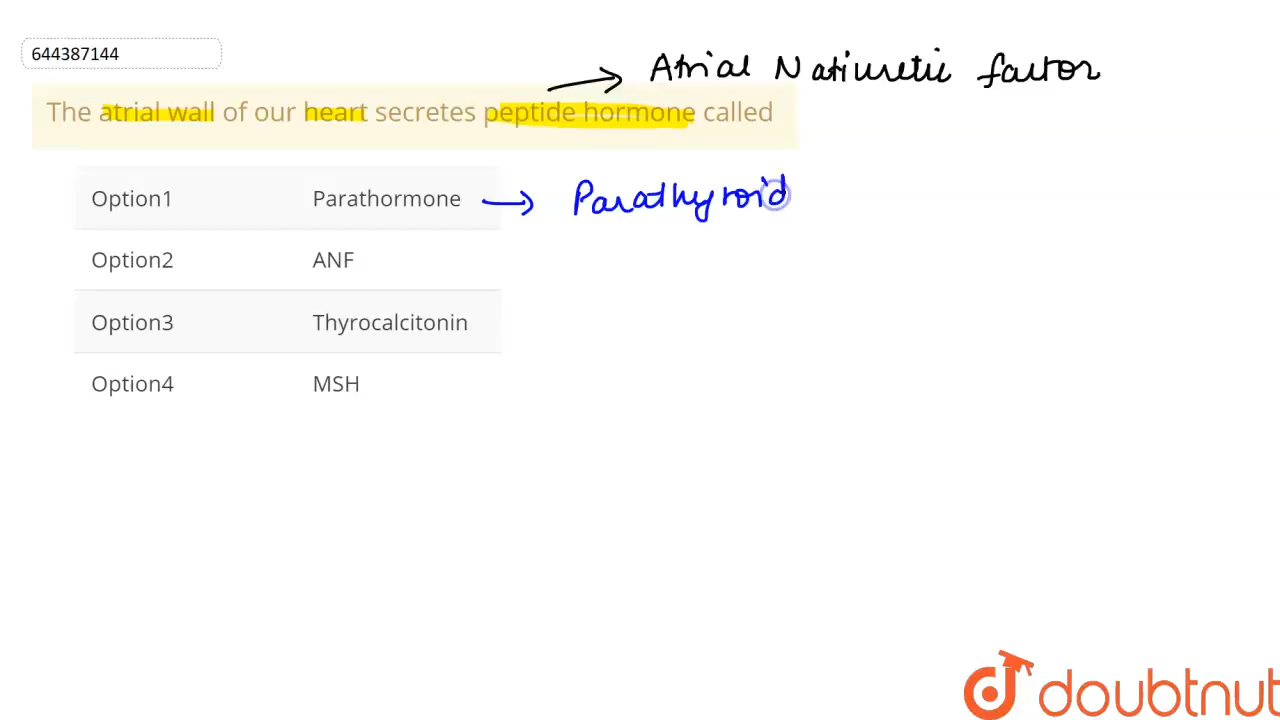 644387144
Atrial Natiuretic factor
The atrial wall of our heart secretes peptide hormone called
Option1 Parathormone → Parathyroid
Option2 ANF
Option3 Thyrocalcitonin
Option4 MSH
doubtnut